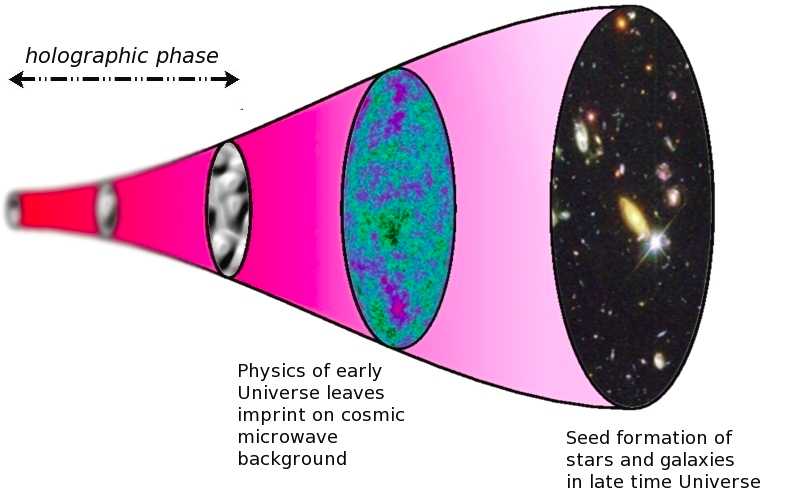 holographic phase
Physics of early
Universe leaves
imprint on cosmic
microwave
background
Seed formation of
stars and galaxies
in late time Universe